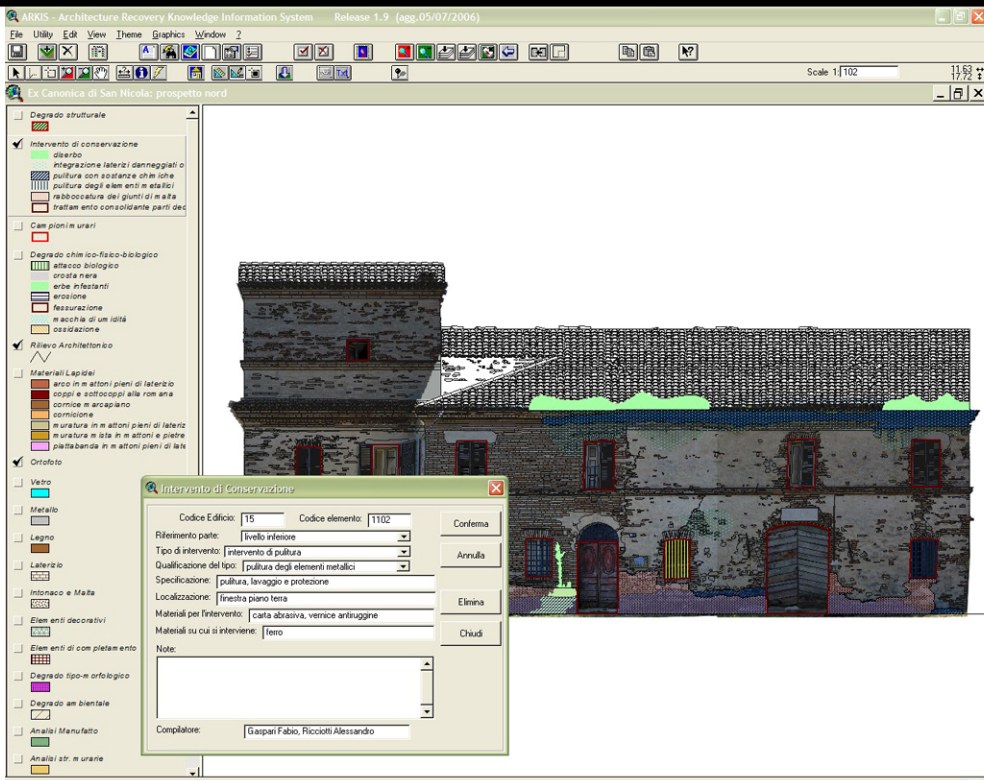 ARKIS - Architecture Recovery Knowledge Information System Release 1.9 (agg.05/07/2006)
File Utility Edit View Theme Graphics Window ?
Scale 1: 102
11.63
17.72
Ex Canonica di San Nicola: prospetto nord
Degrado strutturale
Intervento di conservazione
diserbo
integrazione laterizi danneggiati o
pulitura con sostanze chimiche
pulitura degli elementi metallici
rabboccatura dei giunti di malta
trattamento consolidante parti dec
Campioni murari
Degrado chimico-fisico-biologico
attacco biologico
crosta nera
erbe infestanti
erosione
fessurazione
macchia di umidità
ossidazione
Rilievo Architettonico
Materiali Lapidei
arco in mattoni pieni di laterizio
coppi e sottocoppi alla romana
cornice marcapiano
cornicione
muratura in mattoni pieni di lateriz
muratura mista in mattoni e pietre
piattabanda in mattoni pieni di late
Ortofoto
Vetro
Metallo
Legno
Laterizio
Intonaco e Malta
Elementi decorativi
Elementi di completamento
Degrado tipo-morfologico
Degrado ambientale
Analisi Manufatto
Analisi str. murarie
Intervento di Conservazione
Codice Edificio: 15 Codice elemento: 1102
Riferimento parte: livello inferiore
Tipo di intervento: intervento di pulitura
Qualificazione del tipo: pulitura degli elementi metallici
Specificazione: pulitura, lavaggio e protezione
Localizzazione: finestra piano terra
Materiali per l'intervento: carta abrasiva, vernice antiruggine
Materiali su cui si interviene: ferro
Note:
Compilatore: Gaspari Fabio, Ricciotti Alessandro
Conferma
Annulla
Elimina
Chiudi